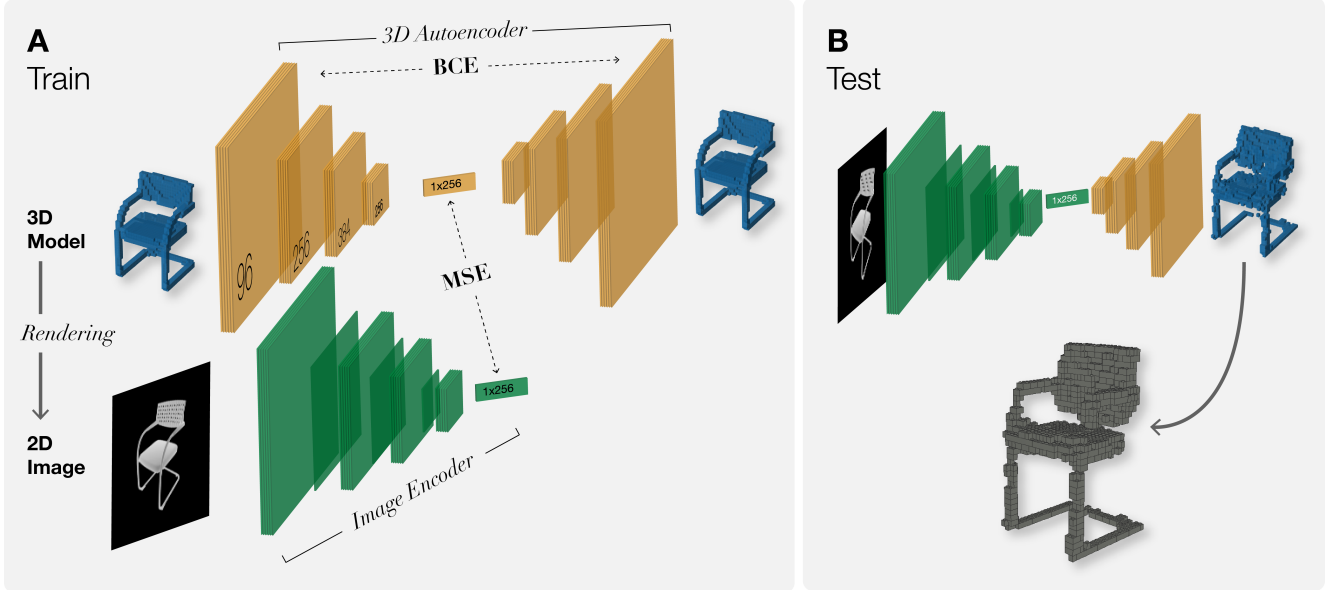 A
Train
3D Autoencoder
BCE
96
256
384
256
1x256
3D
Model
Rendering
2D
Image
MSE
1x256
Image Encoder
B
Test
1x256